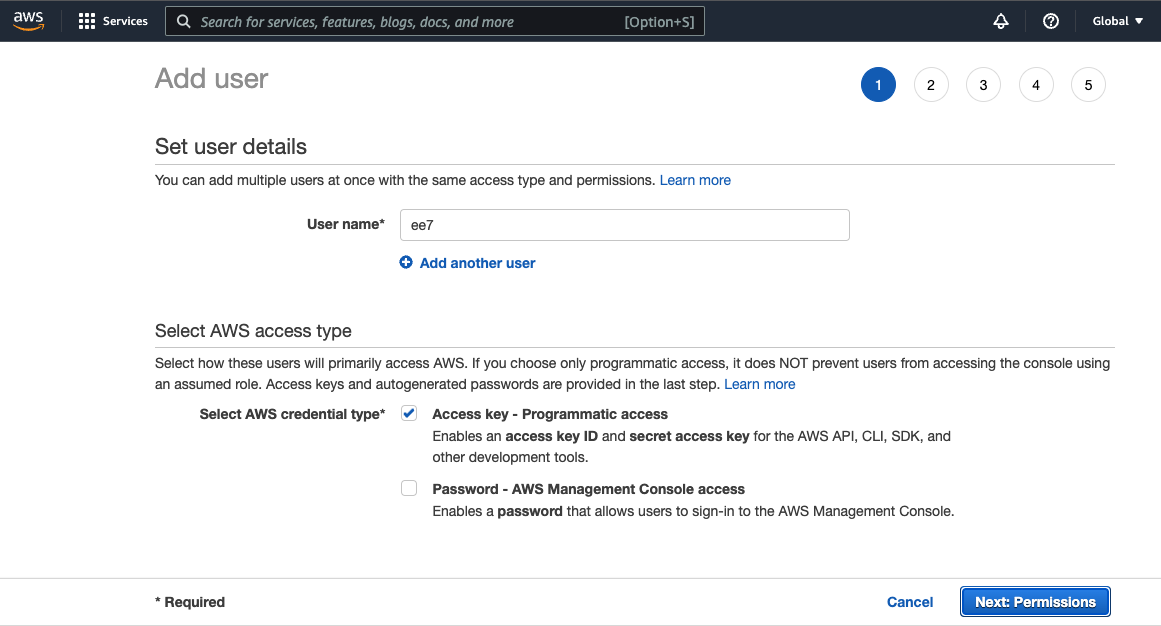 aws
Services
Search for services, features, blogs, docs, and more
[Option+S]
Global
Add user
1
2
3
4
5
Set user details
You can add multiple users at once with the same access type and permissions. Learn more
User name*
ee7
Add another user
Select AWS access type
Select how these users will primarily access AWS. If you choose only programmatic access, it does NOT prevent users from accessing the console using
an assumed role. Access keys and autogenerated passwords are provided in the last step. Learn more
Select AWS credential type*
Access key - Programmatic access
Enables an access key ID and secret access key for the AWS API, CLI, SDK, and
other development tools.
Password - AWS Management Console access
Enables a password that allows users to sign-in to the AWS Management Console.
* Required
Cancel
Next: Permissions